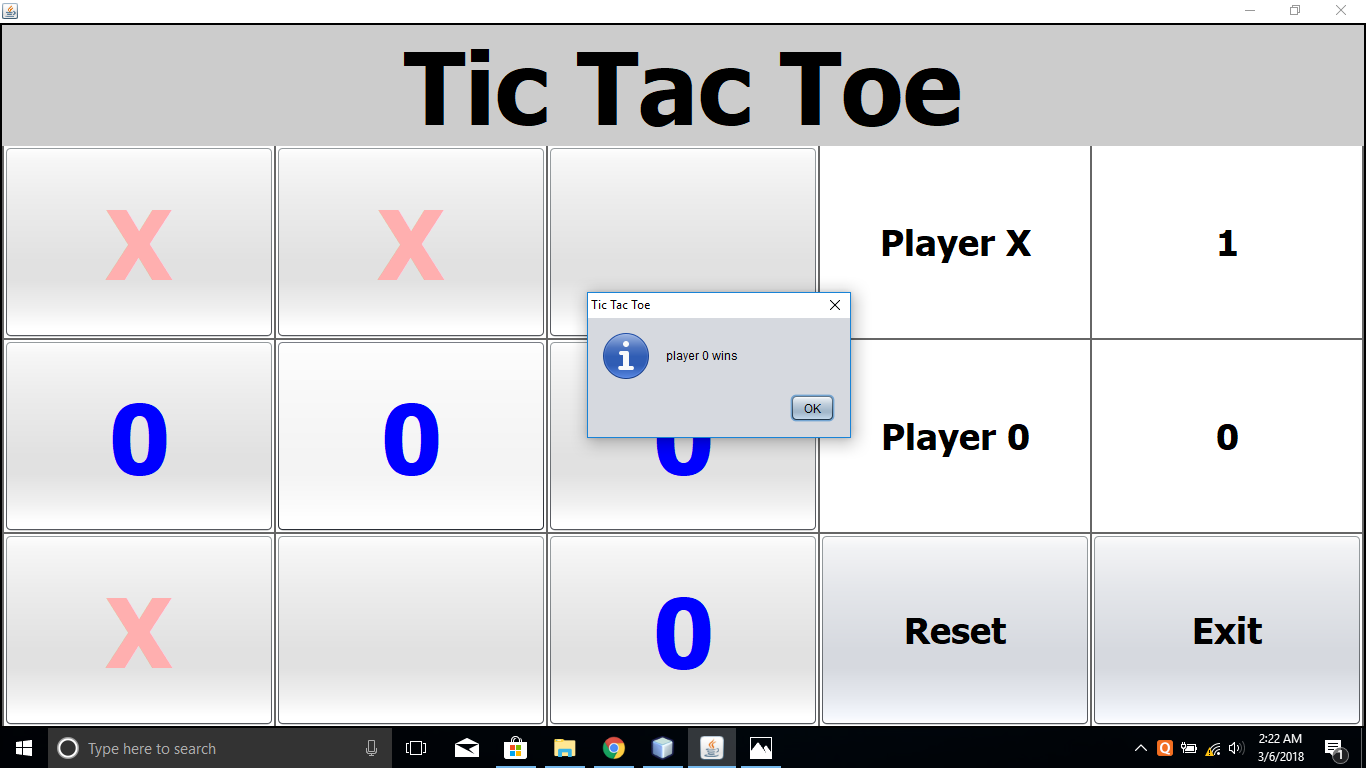 Tic Tac Toe
X X Player X 1
Tic Tac Toe
player 0 wins
OK
0 0 0 Player 0 0
X 0 Reset Exit
Type here to search
2:22 AM
3/6/2018
1